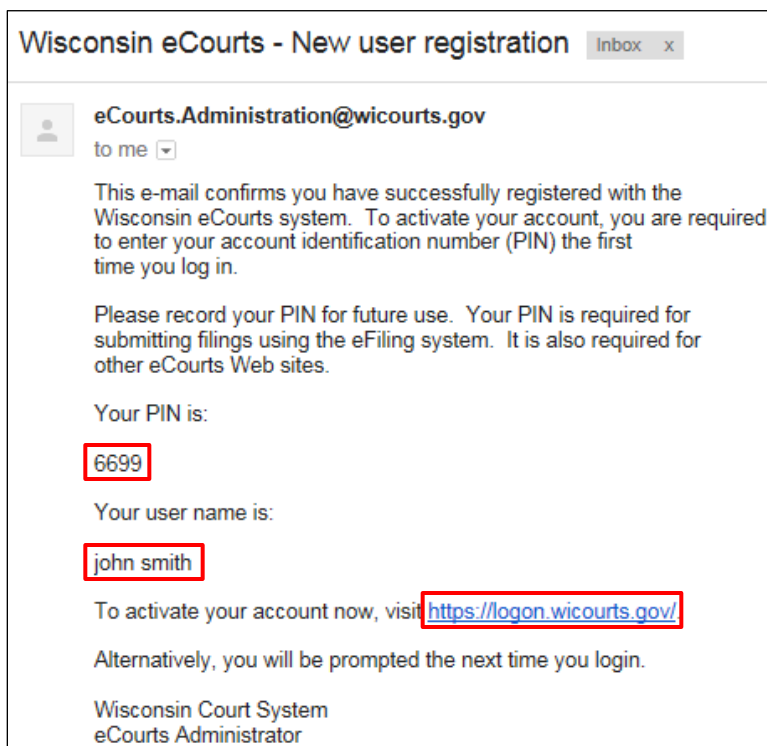 Wisconsin eCourts - New user registration Inbox x
eCourts.Administration@wicourts.gov
to me
This e-mail confirms you have successfully registered with the
Wisconsin eCourts system. To activate your account, you are required
to enter your account identification number (PIN) the first
time you log in.
Please record your PIN for future use. Your PIN is required for
submitting filings using the eFiling system. It is also required for
other eCourts Web sites.
Your PIN is:
6699
Your user name is:
john smith
To activate your account now, visit https://logon.wicourts.gov/.
Alternatively, you will be prompted the next time you login.
Wisconsin Court System
eCourts Administrator